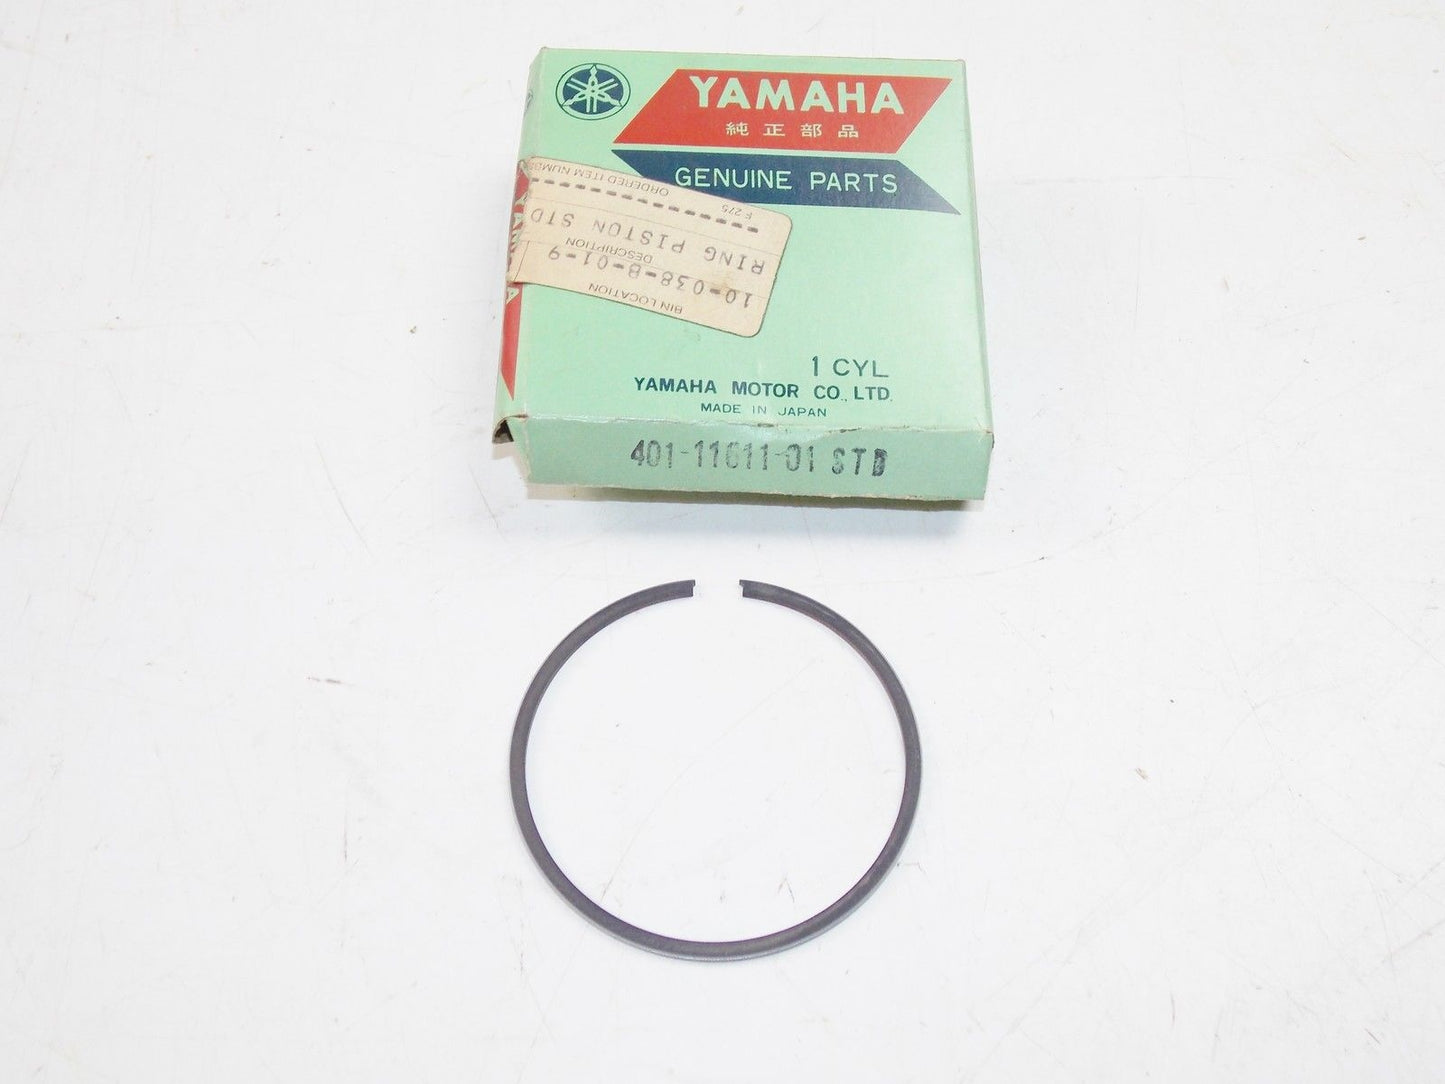 YAMAHA
純正部品
GENUINE PARTS
ORDERED ITEM
F 275
RING PISTON STD
DESCRIPTION
10-038-B-01-9
BIN LOCATION
1 CYL
YAMAHA MOTOR CO., LTD.
MADE IN JAPAN
401-11611-01 STD